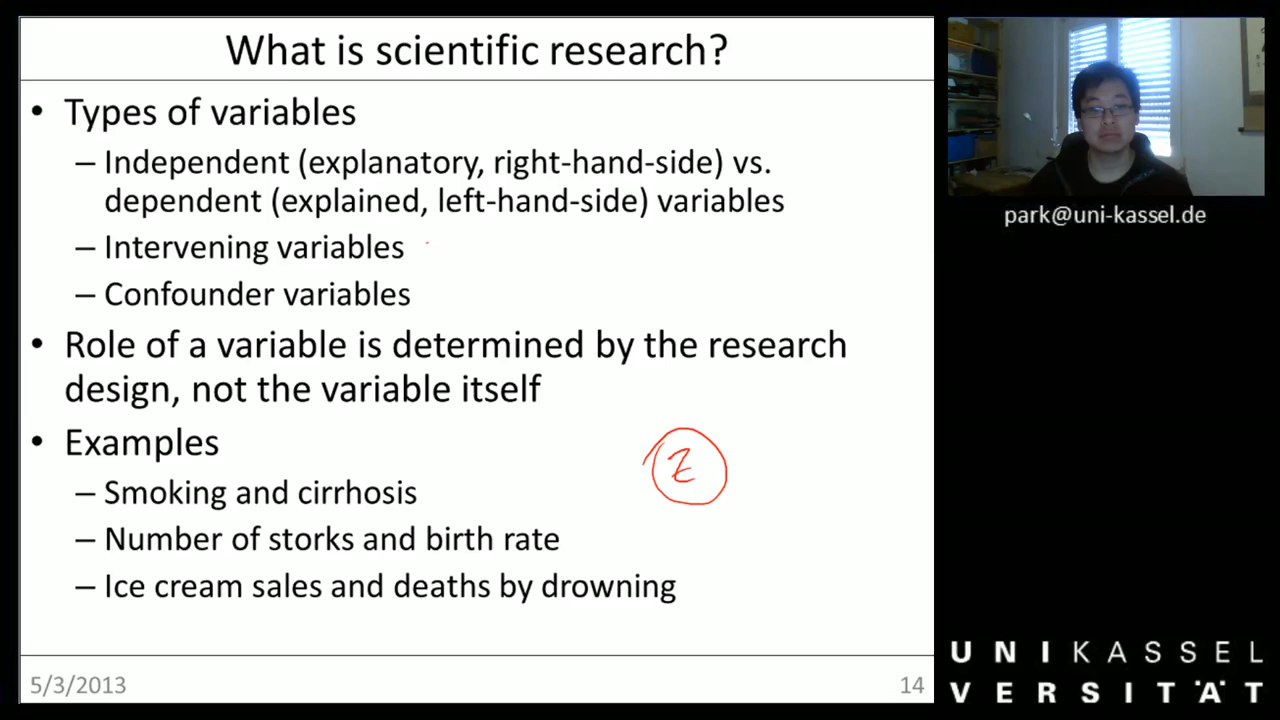 What is scientific research?
• Types of variables
– Independent (explanatory, right-hand-side) vs.
dependent (explained, left-hand-side) variables
– Intervening variables
– Confounder variables
• Role of a variable is determined by the research
design, not the variable itself
• Examples
– Smoking and cirrhosis
– Number of storks and birth rate
– Ice cream sales and deaths by drowning
Z
5/3/2013
14
park@uni-kassel.de
UNIKASSEL
VERSITÄT